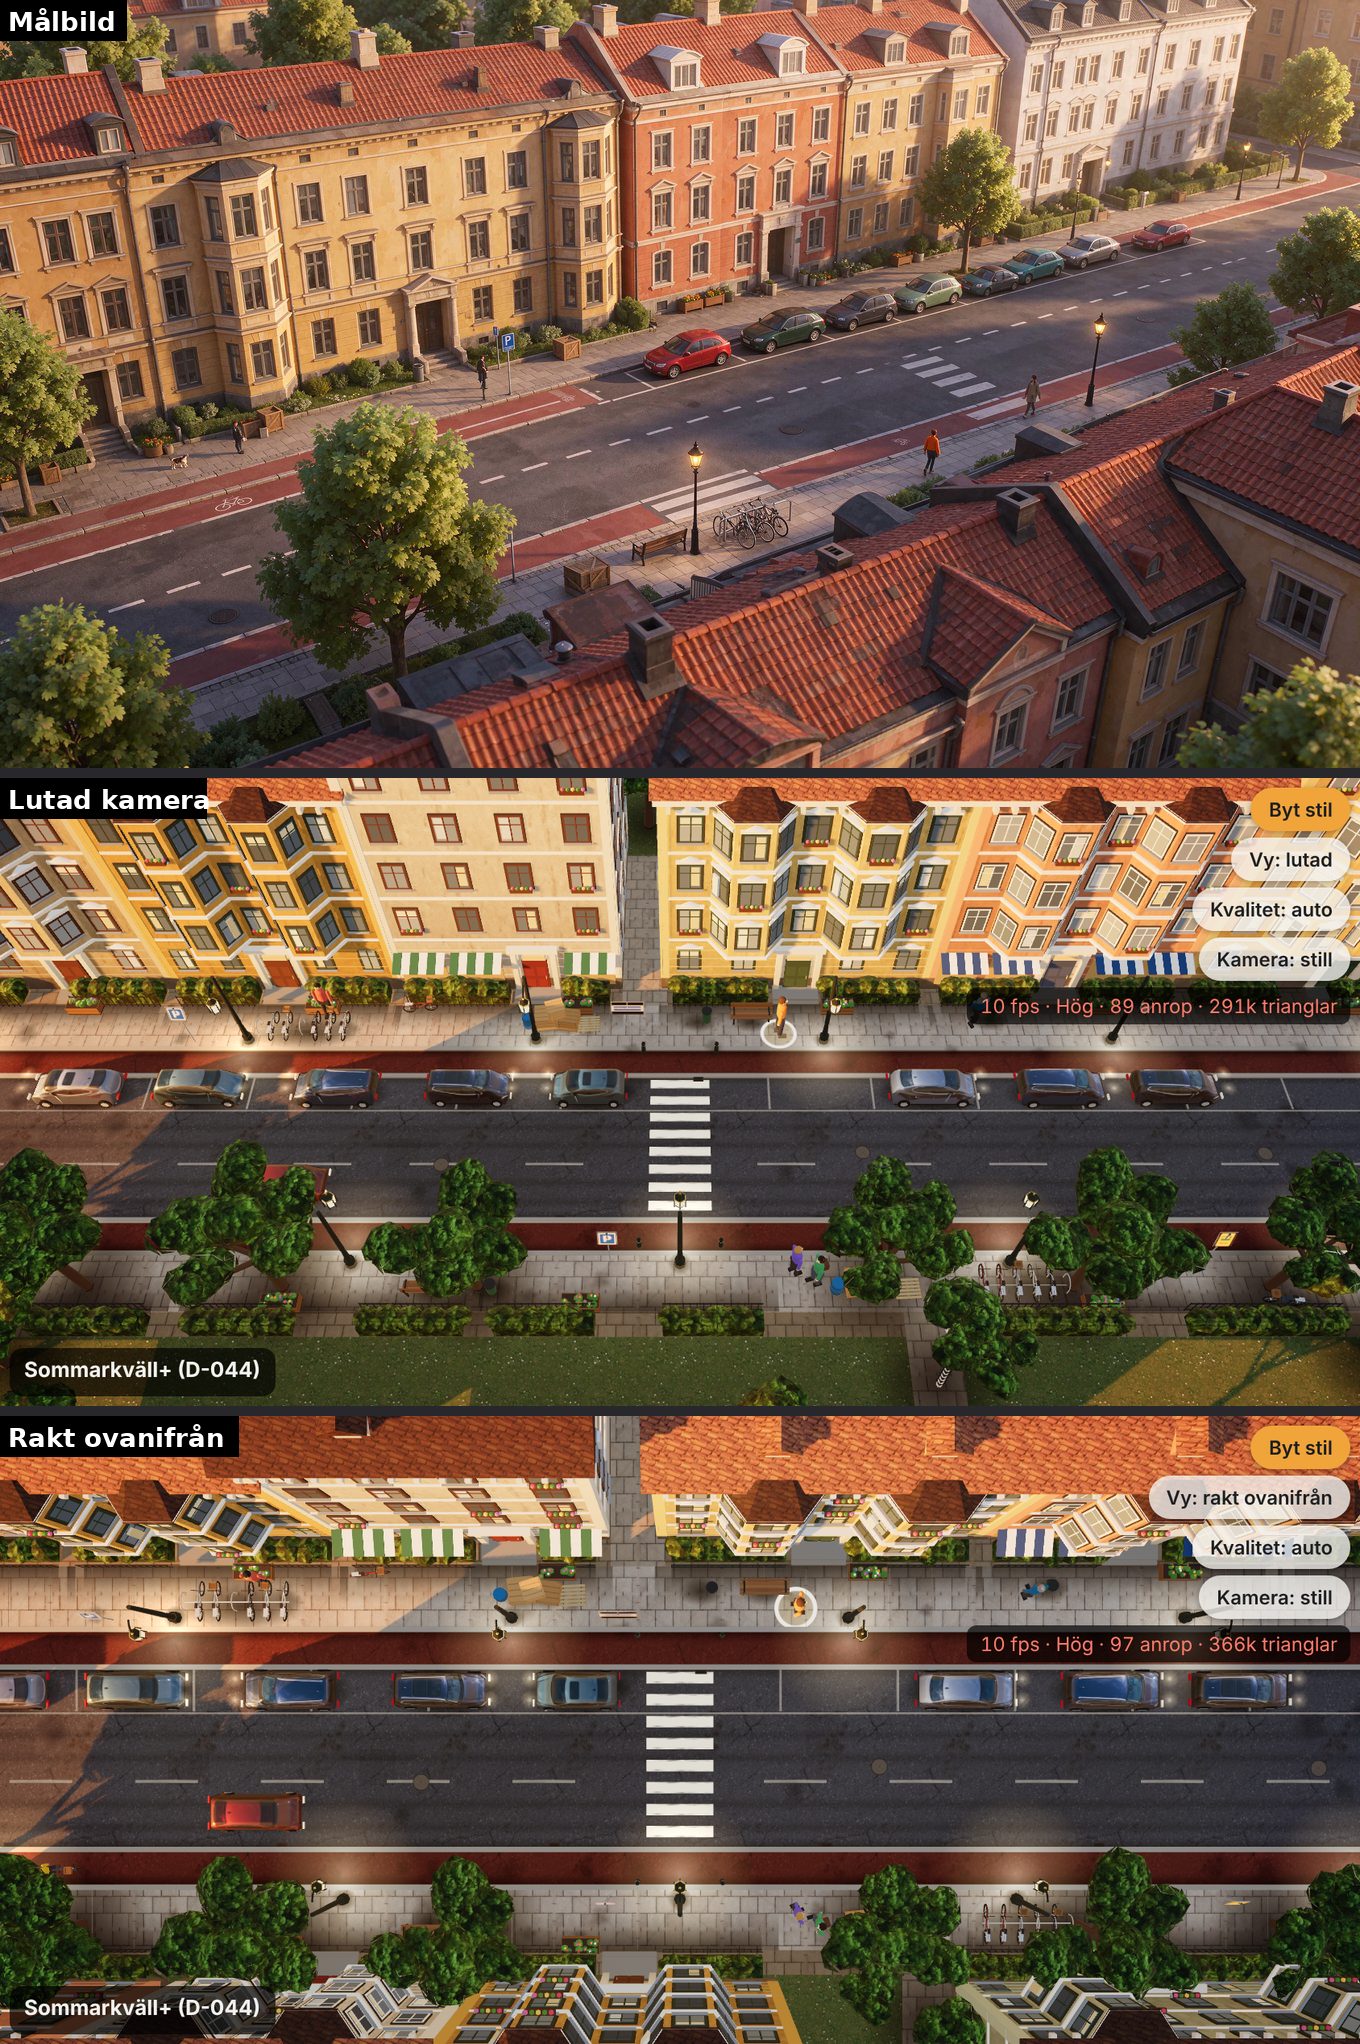 Målbild
P
Lutad kamera
Byt stil
Vy: lutad
Kvalitet: auto
Kamera: still
10 fps · Hög · 89 anrop · 291k trianglar
Sommarkväll+ (D-044)
Rakt ovanifrån
Byt stil
Vy: rakt ovanifrån
Kvalitet: auto
Kamera: still
10 fps · Hög · 97 anrop · 366k trianglar
Sommarkväll+ (D-044)